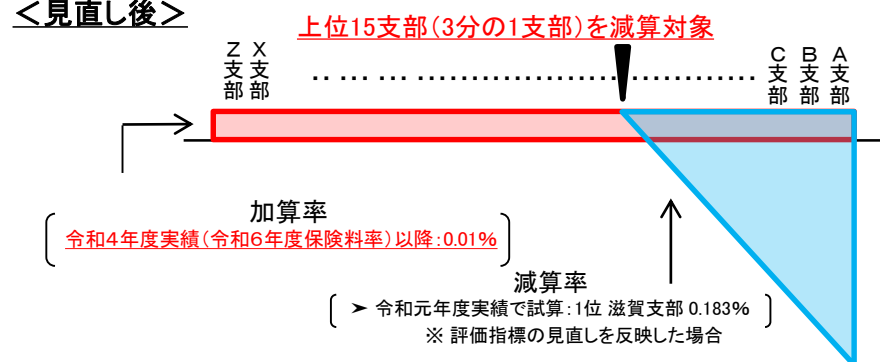 ＜見直し後＞
上位15支部(3分の1支部)を減算対象
Z支部
X支部
‥ … … ……………………………
C支部
B支部
A支部
加算率
令和4年度実績(令和6年度保険料率)以降:0.01%
減算率
➤ 令和元年度実績で試算:1位 滋賀支部 0.183%
※ 評価指標の見直しを反映した場合